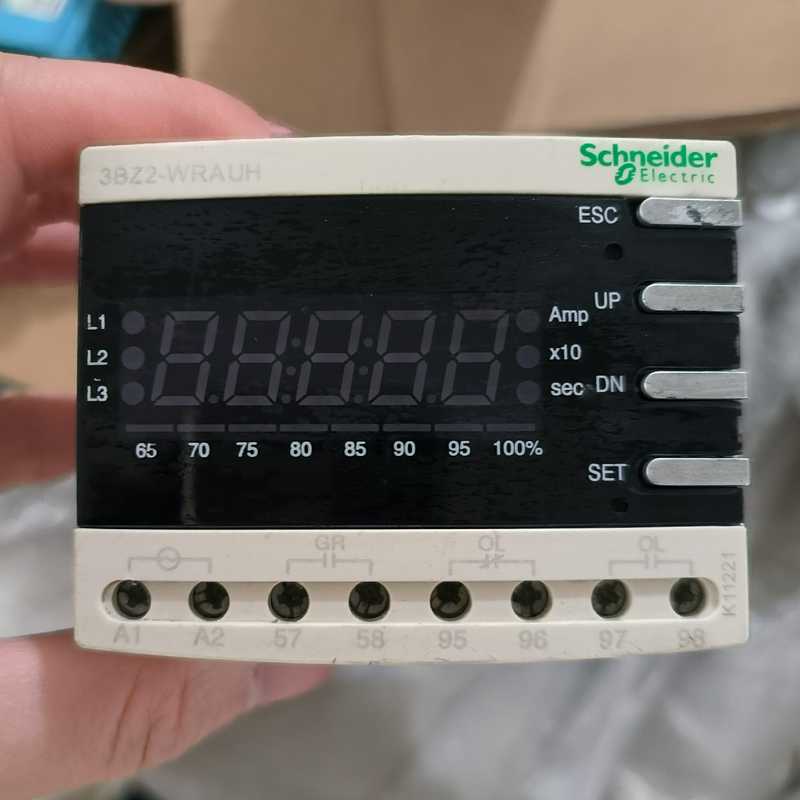 3BZ2-WRAUH
Schneider
Electric
ESC
UP
L1
Amp
L2
x10
L3
sec
DN
65 70 75 80 85 90 95 100%
SET
GR OL OL
A1 A2 57 58 95 96 97 98
K11221